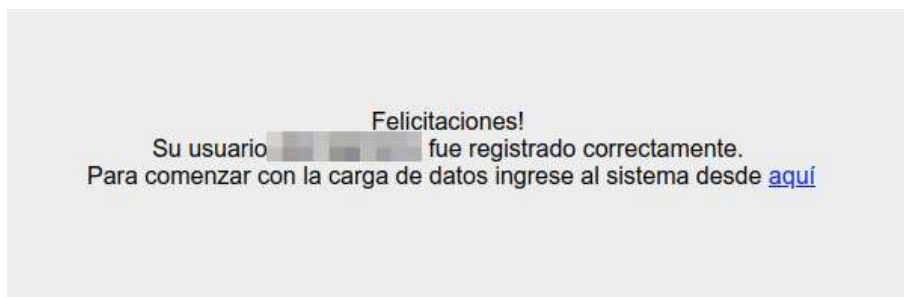 Felicitaciones!
Su usuario fue registrado correctamente.
Para comenzar con la carga de datos ingrese al sistema desde aquí